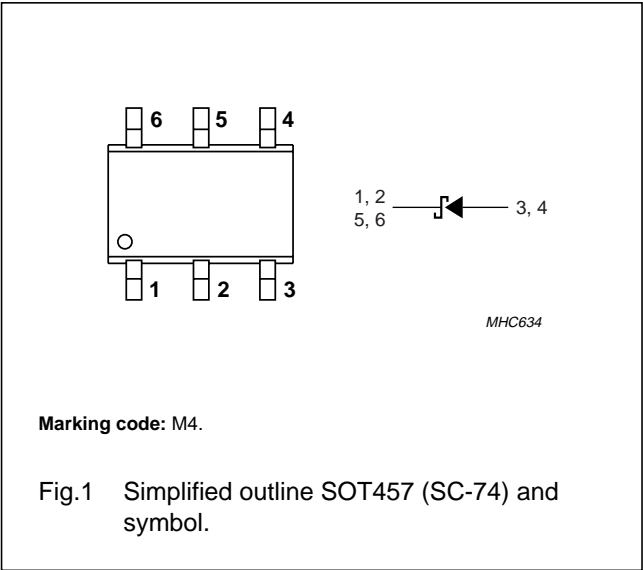 6 5 4
1, 2
5, 6
3, 4
1 2 3
MHC634
Marking code: M4.
Fig.1 Simplified outline SOT457 (SC-74) and
symbol.